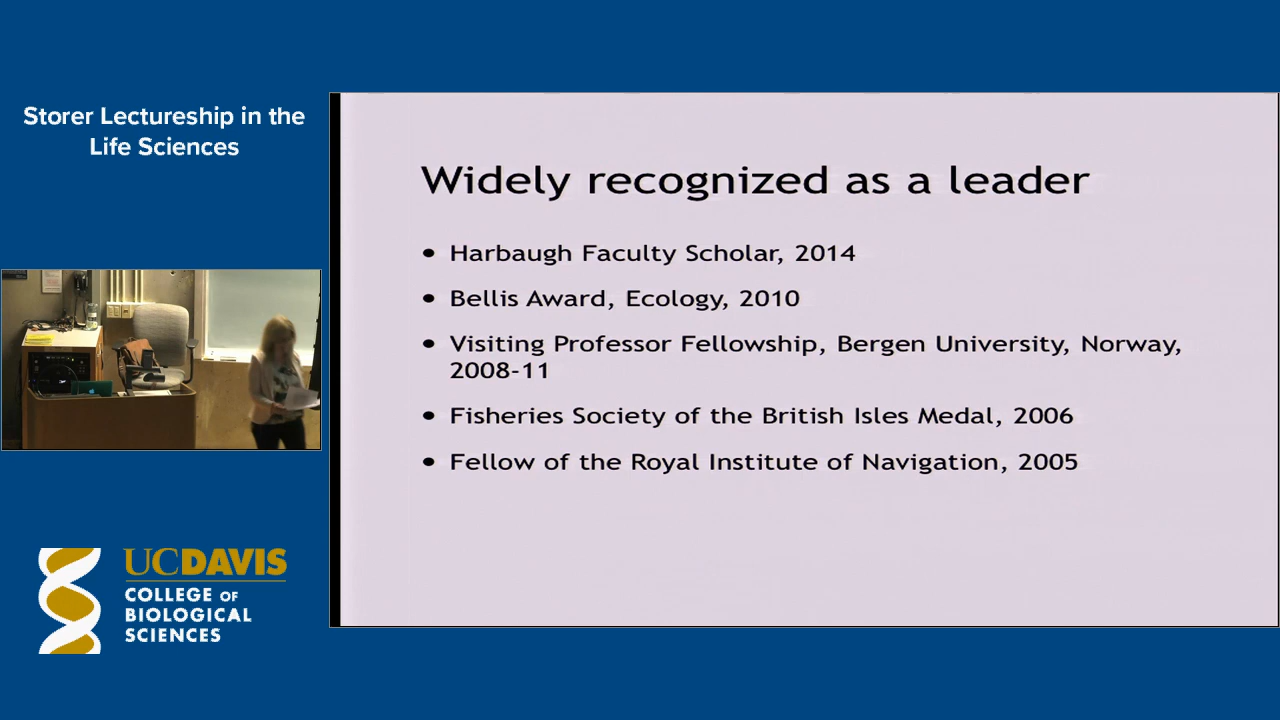 Storer Lectureship in the
Life Sciences
Widely recognized as a leader
• Harbaugh Faculty Scholar, 2014
• Bellis Award, Ecology, 2010
• Visiting Professor Fellowship, Bergen University, Norway,
2008-11
• Fisheries Society of the British Isles Medal, 2006
• Fellow of the Royal Institute of Navigation, 2005
UCDAVIS
COLLEGE OF
BIOLOGICAL
SCIENCES